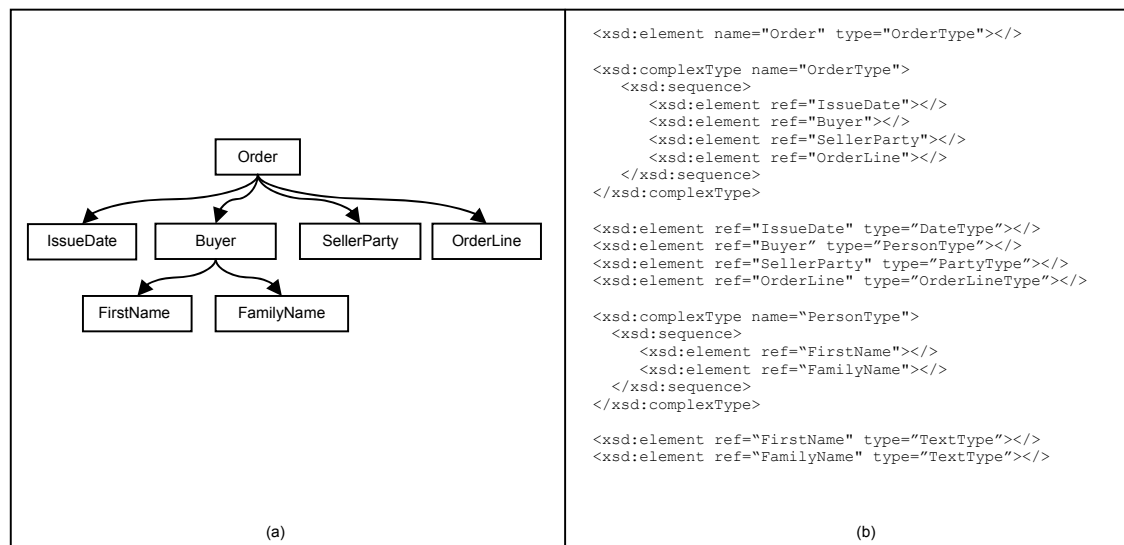 Order
IssueDate
Buyer
SellerParty
OrderLine
FirstName
FamilyName
(a)
<xsd:element name="Order" type="OrderType"></>
<xsd:complexType name="OrderType">
<xsd:sequence>
<xsd:element ref="IssueDate"></>
<xsd:element ref="Buyer"></>
<xsd:element ref="SellerParty"></>
<xsd:element ref="OrderLine"></>
</xsd:sequence>
</xsd:complexType>
<xsd:element ref="IssueDate" type=”DateType”></>
<xsd:element ref="Buyer” type=”PersonType”></>
<xsd:element ref="SellerParty" type=”PartyType”></>
<xsd:element ref="OrderLine" type=”OrderLineType”></>
<xsd:complexType name=“PersonType">
<xsd:sequence>
<xsd:element ref=“FirstName"></>
<xsd:element ref=“FamilyName"></>
</xsd:sequence>
</xsd:complexType>
<xsd:element ref=“FirstName" type=”TextType”></>
<xsd:element ref=“FamilyName" type=”TextType”></>
(b)